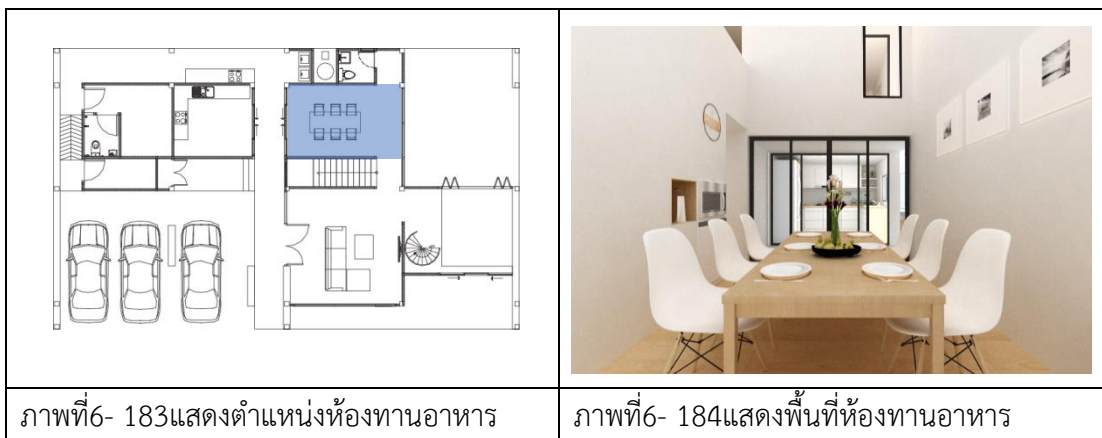 ภาพที่6- 183แสดงตำแหน่งห้องทานอาหาร
ภาพที่6- 184แสดงพื้นที่ห้องทานอาหาร